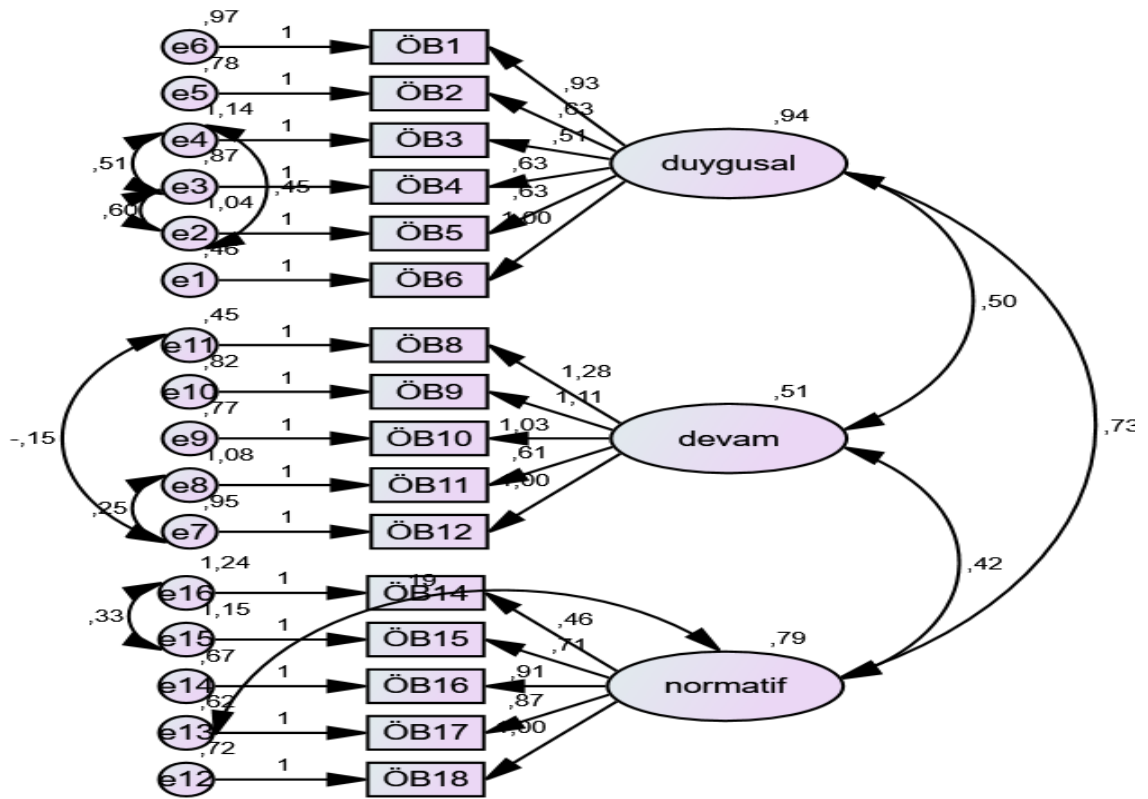 ,97
e6 1 ÖB1
,78
e5 1 ÖB2 ,93
1,14 ,63 ,94
e4 1 ÖB3 ,51 duygusal
,51 ,87
e3 1 ÖB4 ,63
,45
,60 1,04 ,63
e2 1 ÖB5 1,00
,46
e1 1 ÖB6
,50
,45
e11 1 ÖB8
,82 1,28
e10 1 ÖB9 1,11 ,51
,77
-,15 e9 1 ÖB10 1,03 devam ,73
1,08 ,61
e8 1 ÖB11 1,00
,25 ,95
e7 1 ÖB12
1,24 ,42
e16 1 ,19 ÖB14
,33 1,15 ,46
e15 1 ÖB15 ,71 ,79
,67
e14 1 ÖB16 ,91 normatif
,62 ,87
e13 1 ÖB17 1,00
,72
e12 1 ÖB18